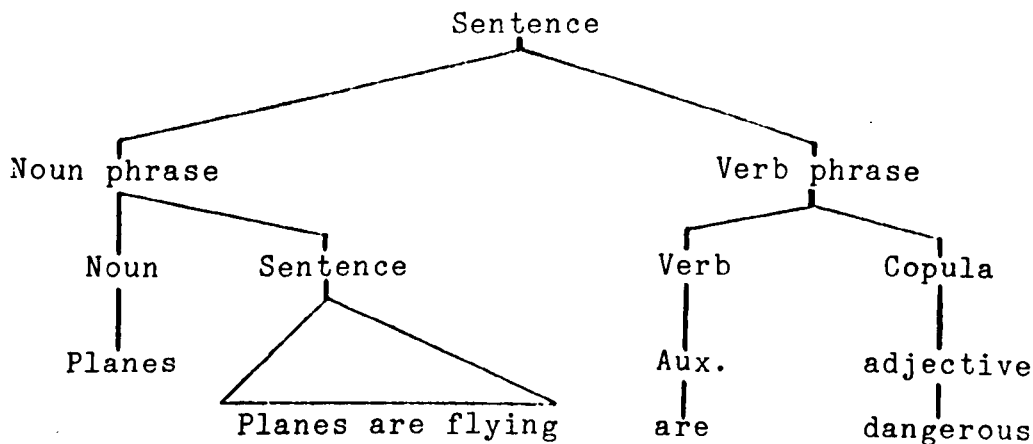 Sentence
Noun phrase Verb phrase
Noun Sentence Verb Copula
Planes Aux. adjective
Planes are flying are dangerous